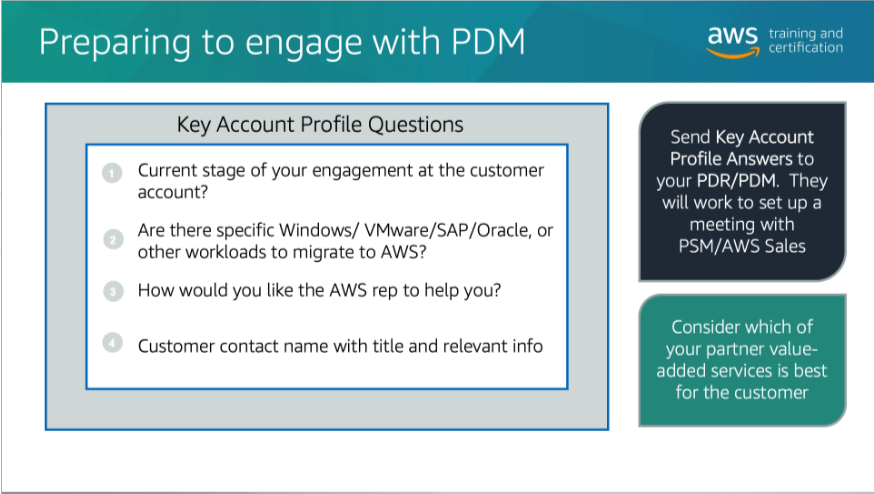 Preparing to engage with PDM
aws training and
certification
Key Account Profile Questions
1 Current stage of your engagement at the customer
account?
2 Are there specific Windows/ VMware/SAP/Oracle, or
other workloads to migrate to AWS?
3 How would you like the AWS rep to help you?
4 Customer contact name with title and relevant info
Send Key Account
Profile Answers to
your PDR/PDM. They
will work to set up a
meeting with
PSM/AWS Sales
Consider which of
your partner value-
added services is best
for the customer